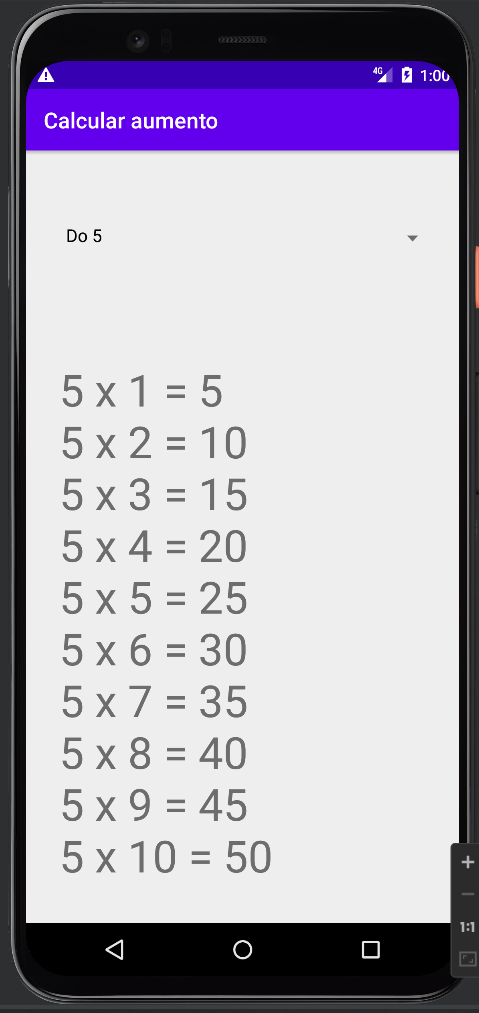 4G 1:00
Calcular aumento
Do 5
5 x 1 = 5
5 x 2 = 10
5 x 3 = 15
5 x 4 = 20
5 x 5 = 25
5 x 6 = 30
5 x 7 = 35
5 x 8 = 40
5 x 9 = 45
5 x 10 = 50
1:1